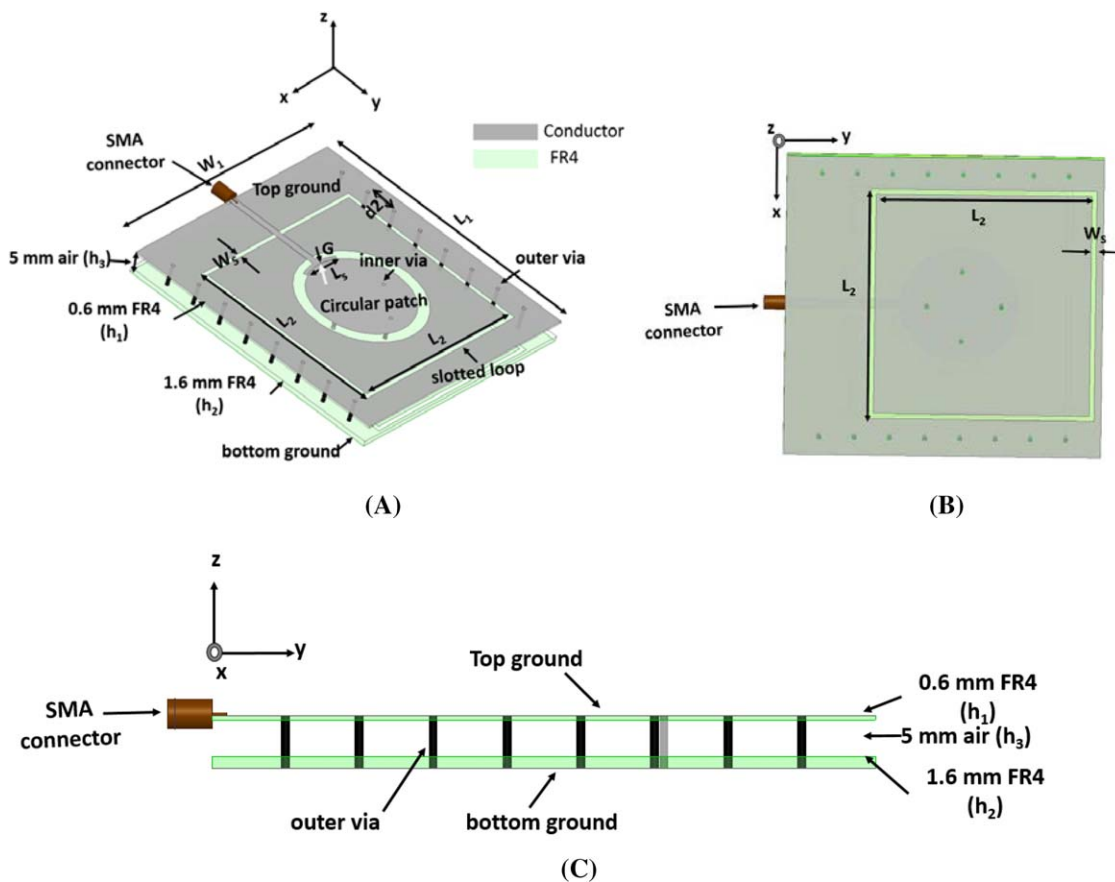 z
x
y
SMA
connector
W₁
Top ground
Conductor
FR4
d2
L₁
5 mm air (h₃)
Wₛ
G
Lₛ
inner via
outer via
Circular patch
0.6 mm FR4
(h₁)
L₂
L₂
slotted loop
1.6 mm FR4
(h₂)
bottom ground
(A)
z
y
x
L₂
Wₛ
L₂
SMA
connector
(B)
z
y
x
Top ground
SMA
connector
0.6 mm FR4
(h₁)
5 mm air (h₃)
1.6 mm FR4
(h₂)
outer via
bottom ground
(C)